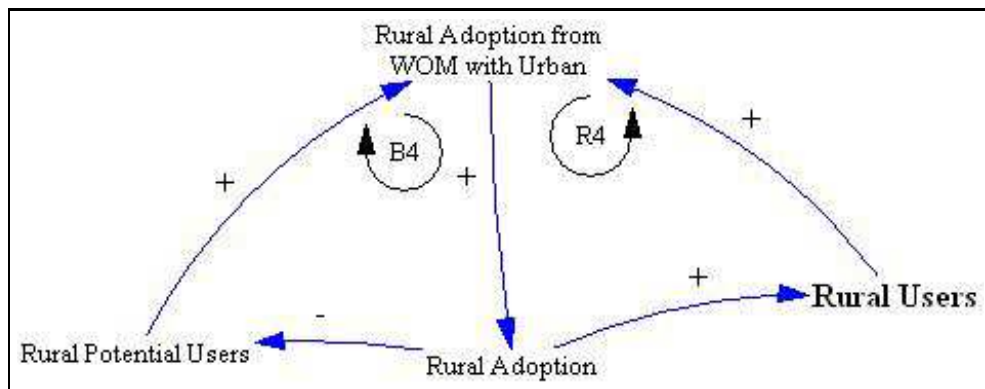 Rural Adoption from
WOM with Urban
+
B4
+
R4
+
+
Rural Users
-
Rural Potential Users
Rural Adoption